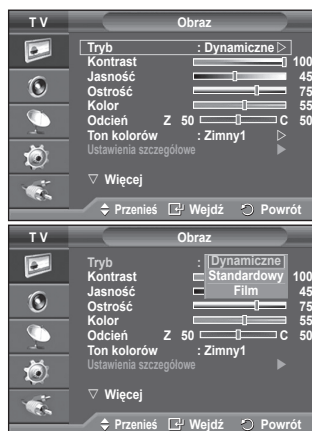 TV Obraz
Tryb : Dynamiczne
Kontrast 100
Jasność 45
Ostrość 75
Kolor 55
Odcień Z 50 C 50
Ton kolorów : Zimny1
Ustawienia szczegółowe
Więcej
Przenieś Wejdź Powrót
TV Obraz
Tryb : Dynamiczne
Kontrast Standardowy 100
Jasność Film 45
Ostrość 75
Kolor 55
Odcień Z 50 C 50
Ton kolorów : Zimny1
Ustawienia szczegółowe
Więcej
Przenieś Wejdź Powrót